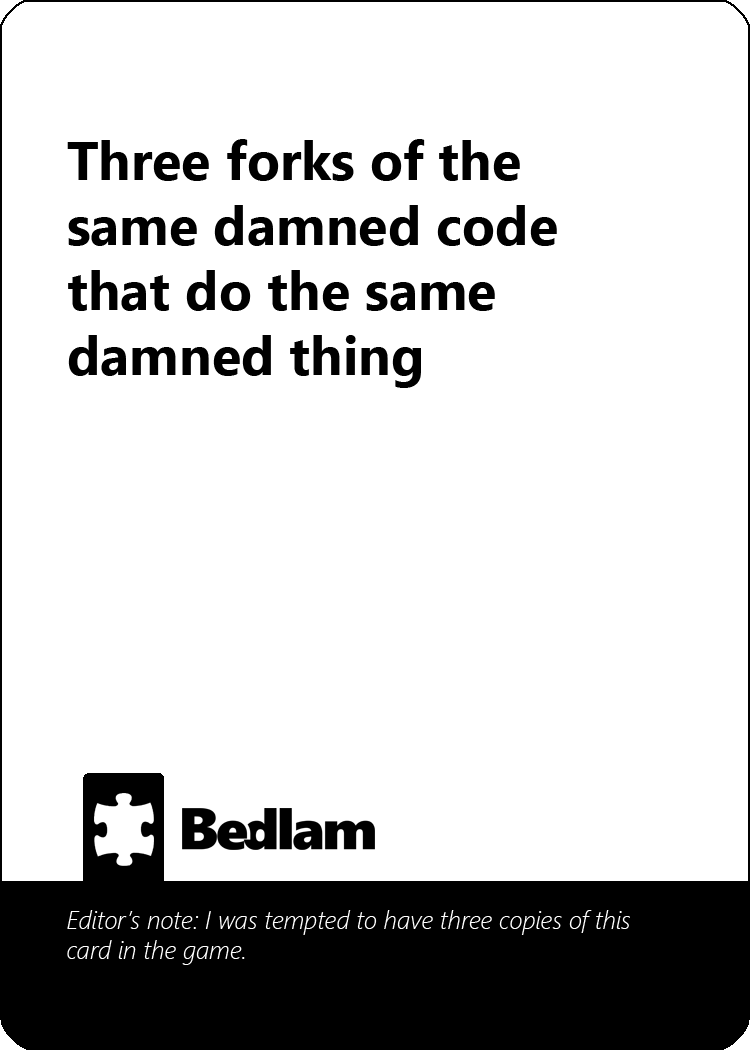 Three forks of the
same damned code
that do the same
damned thing
Bedlam
Editor's note: I was tempted to have three copies of this
card in the game.